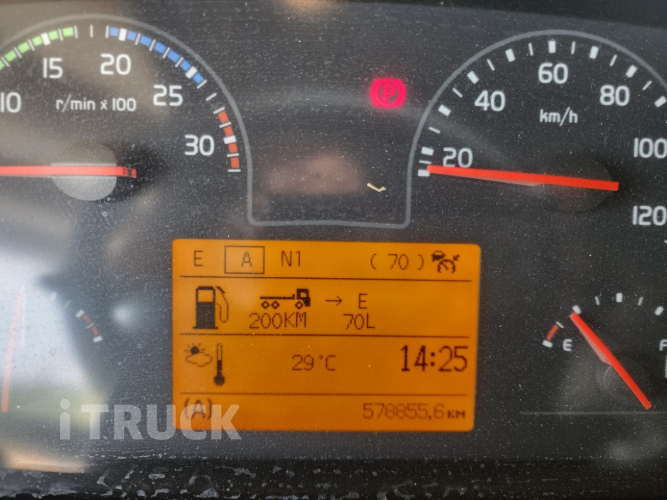 10 15 20 25 30
r/min x 100
P
20 40 60 80 100 120
km/h
E A N1 (70)
→ E
200KM 70L
29°C 14:25
(A) 578855,6 KM
E F
iTRUCK